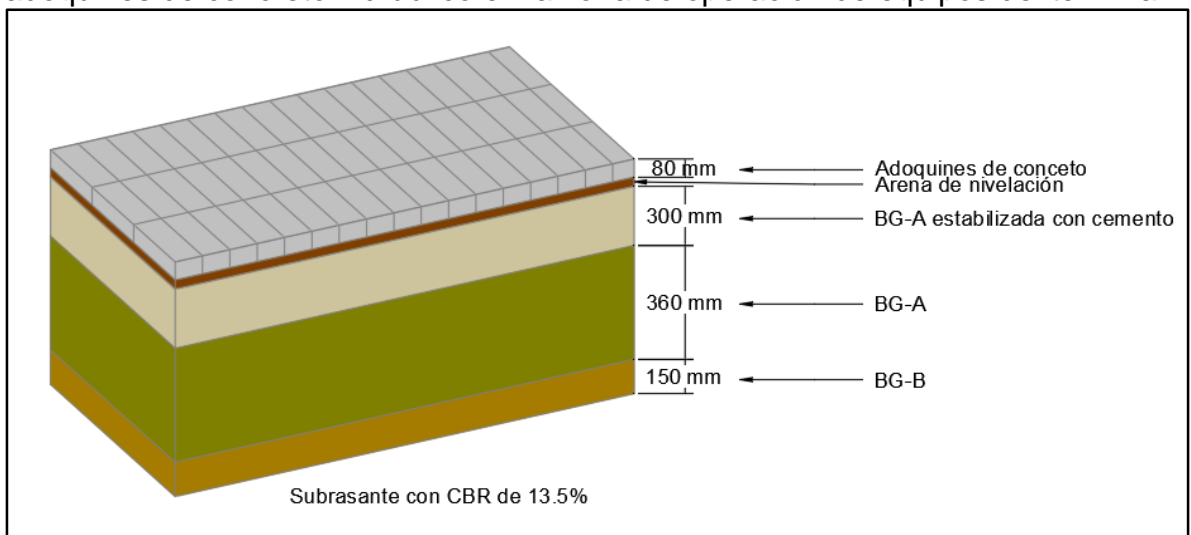 80 mm
Adoquines de conceto
Arena de nivelación
300 mm
BG-A estabilizada con cemento
360 mm
BG-A
150 mm
BG-B
Subrasante con CBR de 13.5%